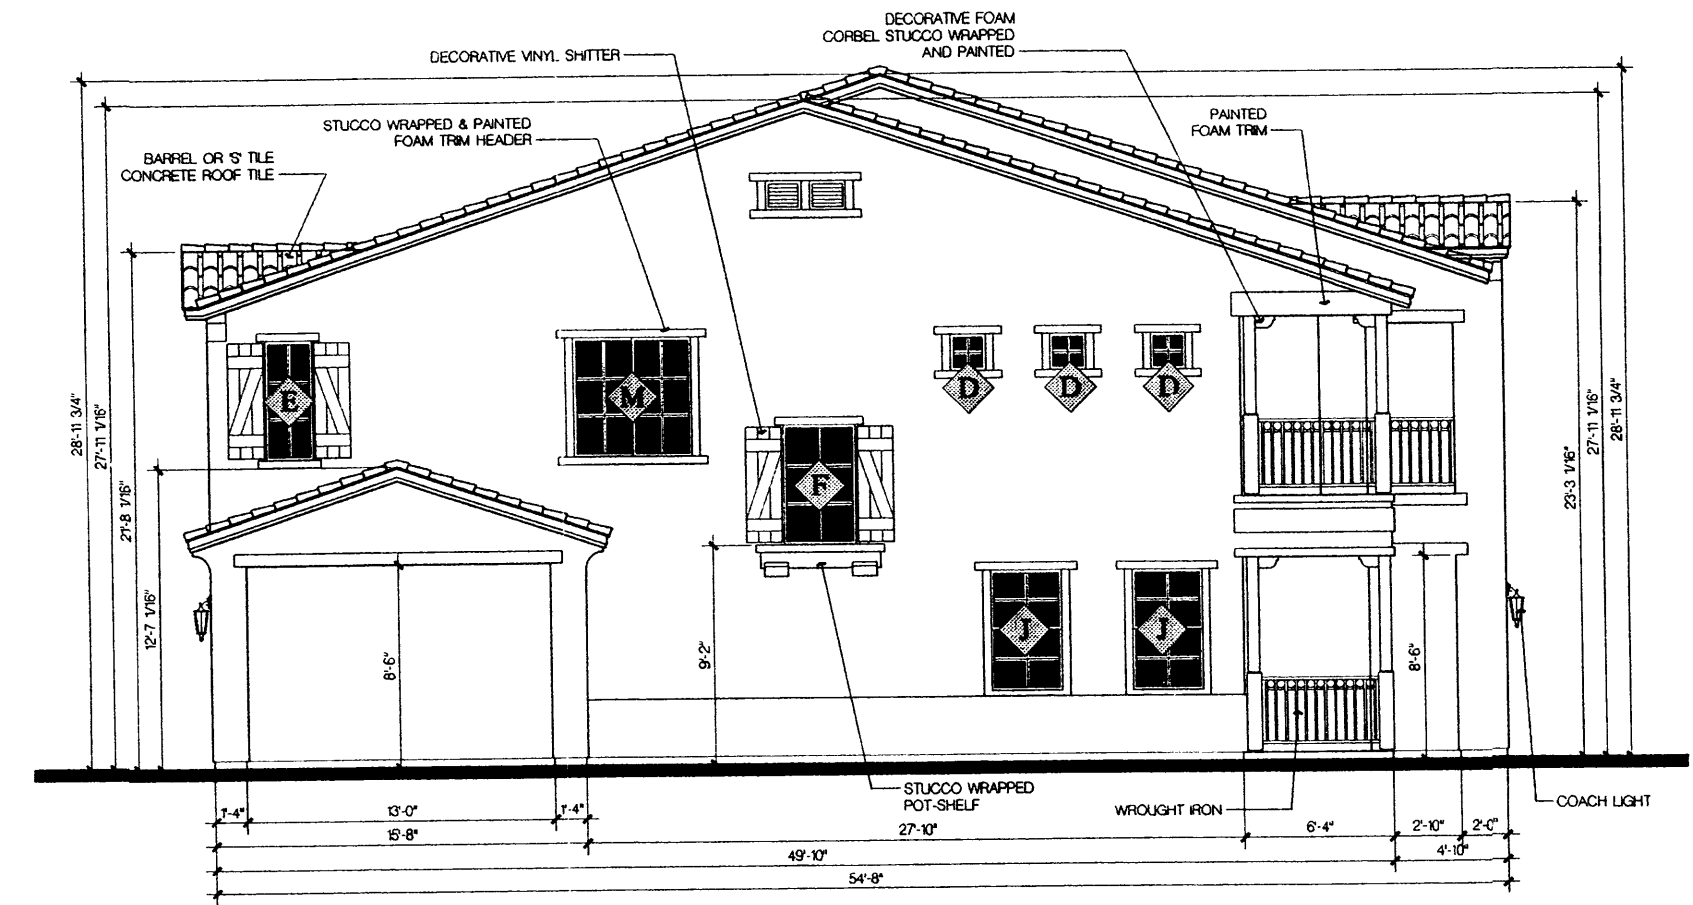 DECORATIVE FOAM
CORBEL STUCCO WRAPPED
AND PAINTED
DECORATIVE VINYL SHITTER
STUCCO WRAPPED & PAINTED
FOAM TRIM HEADER
PAINTED
FOAM TRIM
BARREL OR 'S' TILE
CONCRETE ROOF TILE
28'-11 3/4"
27'-11 1/16"
21'-8 1/16"
12'-7 1/16"
E
M
F
D
D
D
J
J
8'-6"
9'-2"
8'-6"
23'-3 1/16"
27'-11 1/16"
28'-11 3/4"
STUCCO WRAPPED
POT-SHELF
WROUGHT IRON
COACH LIGHT
1'-4"
13'-0"
1'-4"
15'-8"
27'-10"
6'-4"
2'-10"
2'-0"
49'-10"
4'-10"
54'-8"